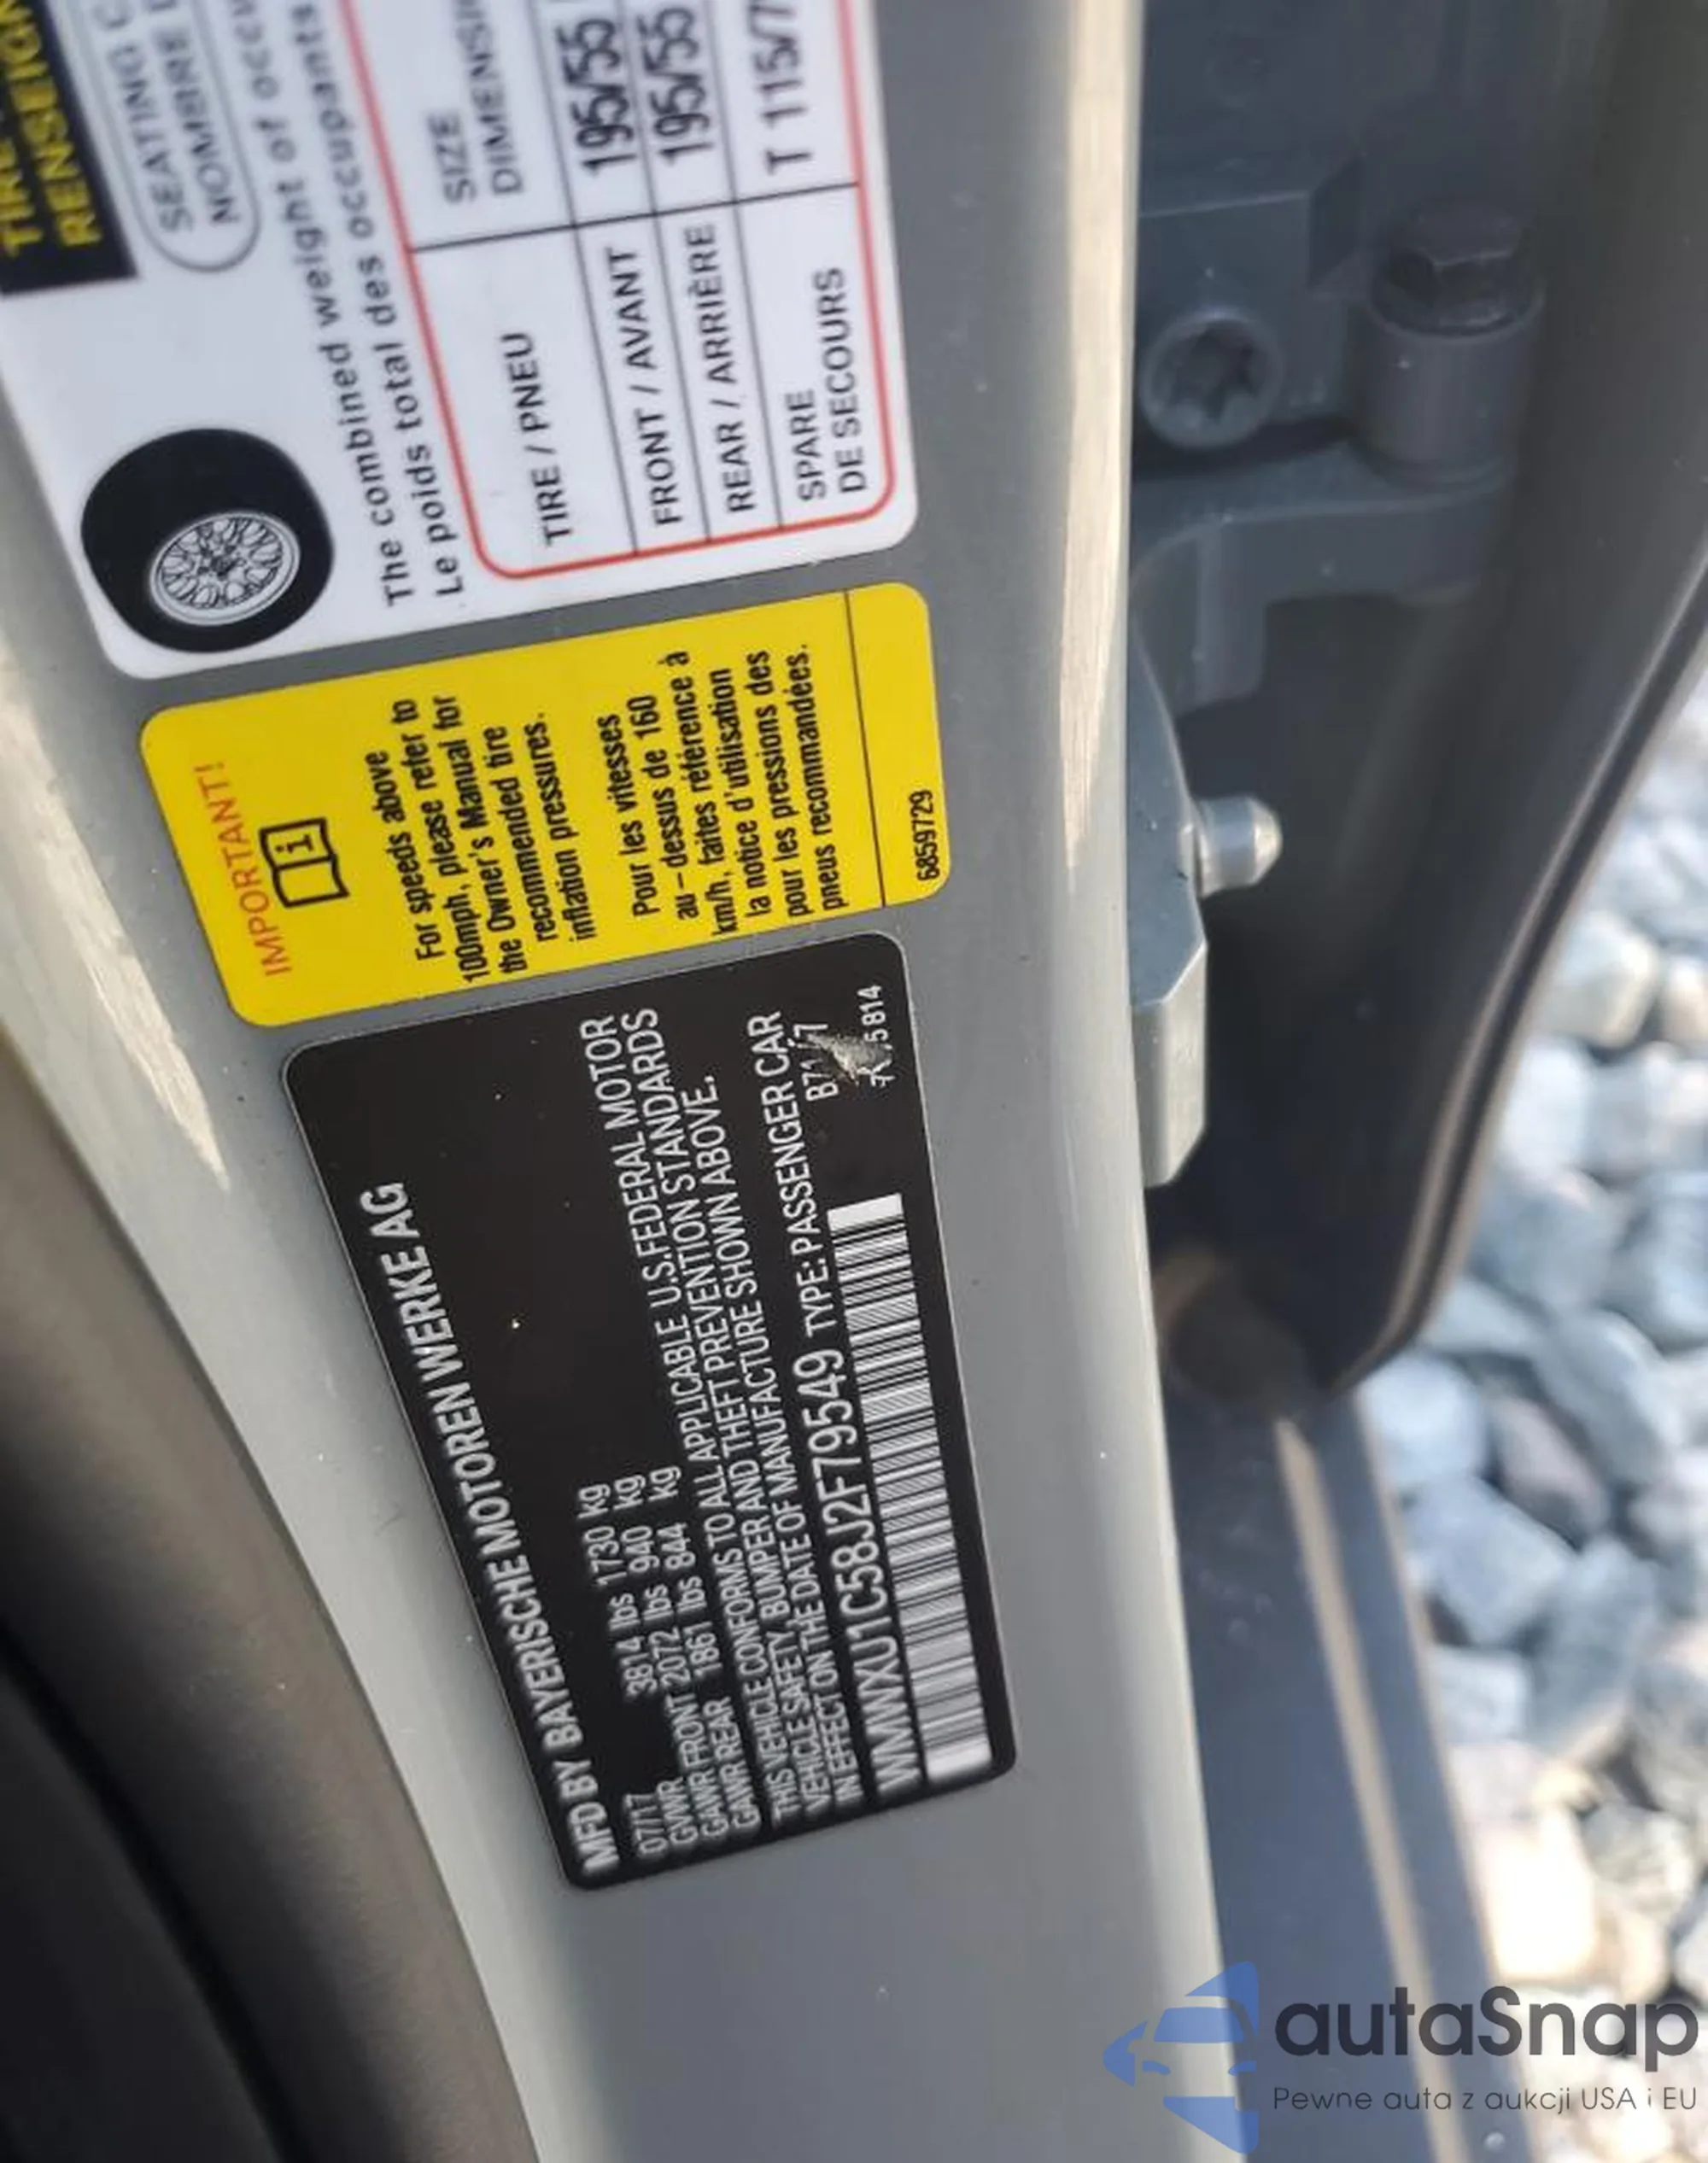 TIRE
RENSEIGN
SEATING C
NOMBRE D
The combined weight of occu
Le poids total des occupants
SIZE
DIMENSI
TIRE / PNEU
FRONT / AVANT 195/55
REAR / ARRIÈRE 195/55
SPARE
DE SECOURS
T 115/7
IMPORTANT!
For speeds above
100mph, please refer to
the Owner's Manual for
recommended tire
inflation pressures.
Pour les vitesses
au-dessus de 160
km/h, faites référence à
la notice d'utilisation
pour les pressions des
pneus recommandées.
6859729
MFD BY BAYERISCHE MOTOREN WERKE AG
07/17
GVWR 3814 lbs 1730 kg
GAWR FRONT 2072 lbs 940 kg
GAWR REAR 1861 lbs 844 kg
THIS VEHICLE CONFORMS TO ALL APPLICABLE U.S. FEDERAL MOTOR
VEHICLE SAFETY, BUMPER AND THEFT PREVENTION STANDARDS
IN EFFECT ON THE DATE OF MANUFACTURE SHOWN ABOVE.
WMWXU1C58J2F79549 TYPE: PASSENGER CAR
5814
autaSnap
Pewne auta z aukcji USA i EU